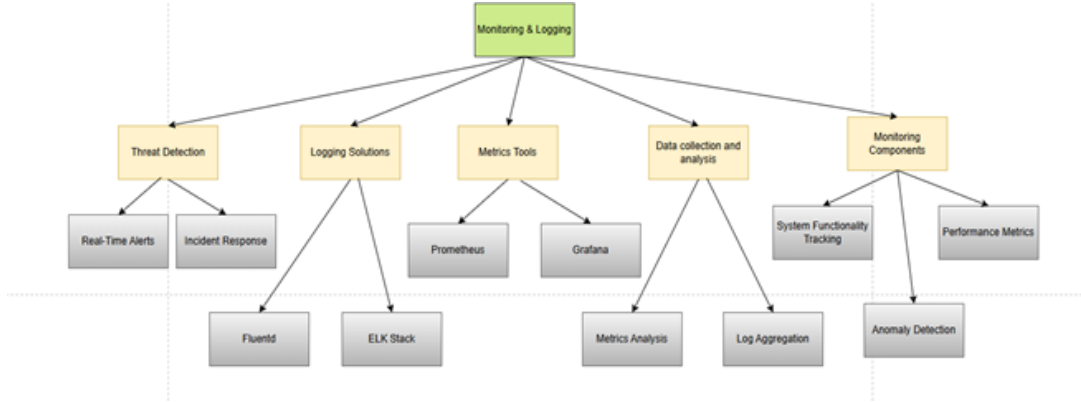 Monitoring & Logging
Threat Detection
Logging Solutions
Metrics Tools
Data collection and
analysis
Monitoring
Components
Real-Time Alerts
Incident Response
Prometheus
Grafana
System Functionality
Tracking
Performance Metrics
Fluentd
ELK Stack
Metrics Analysis
Log Aggregation
Anomaly Detection